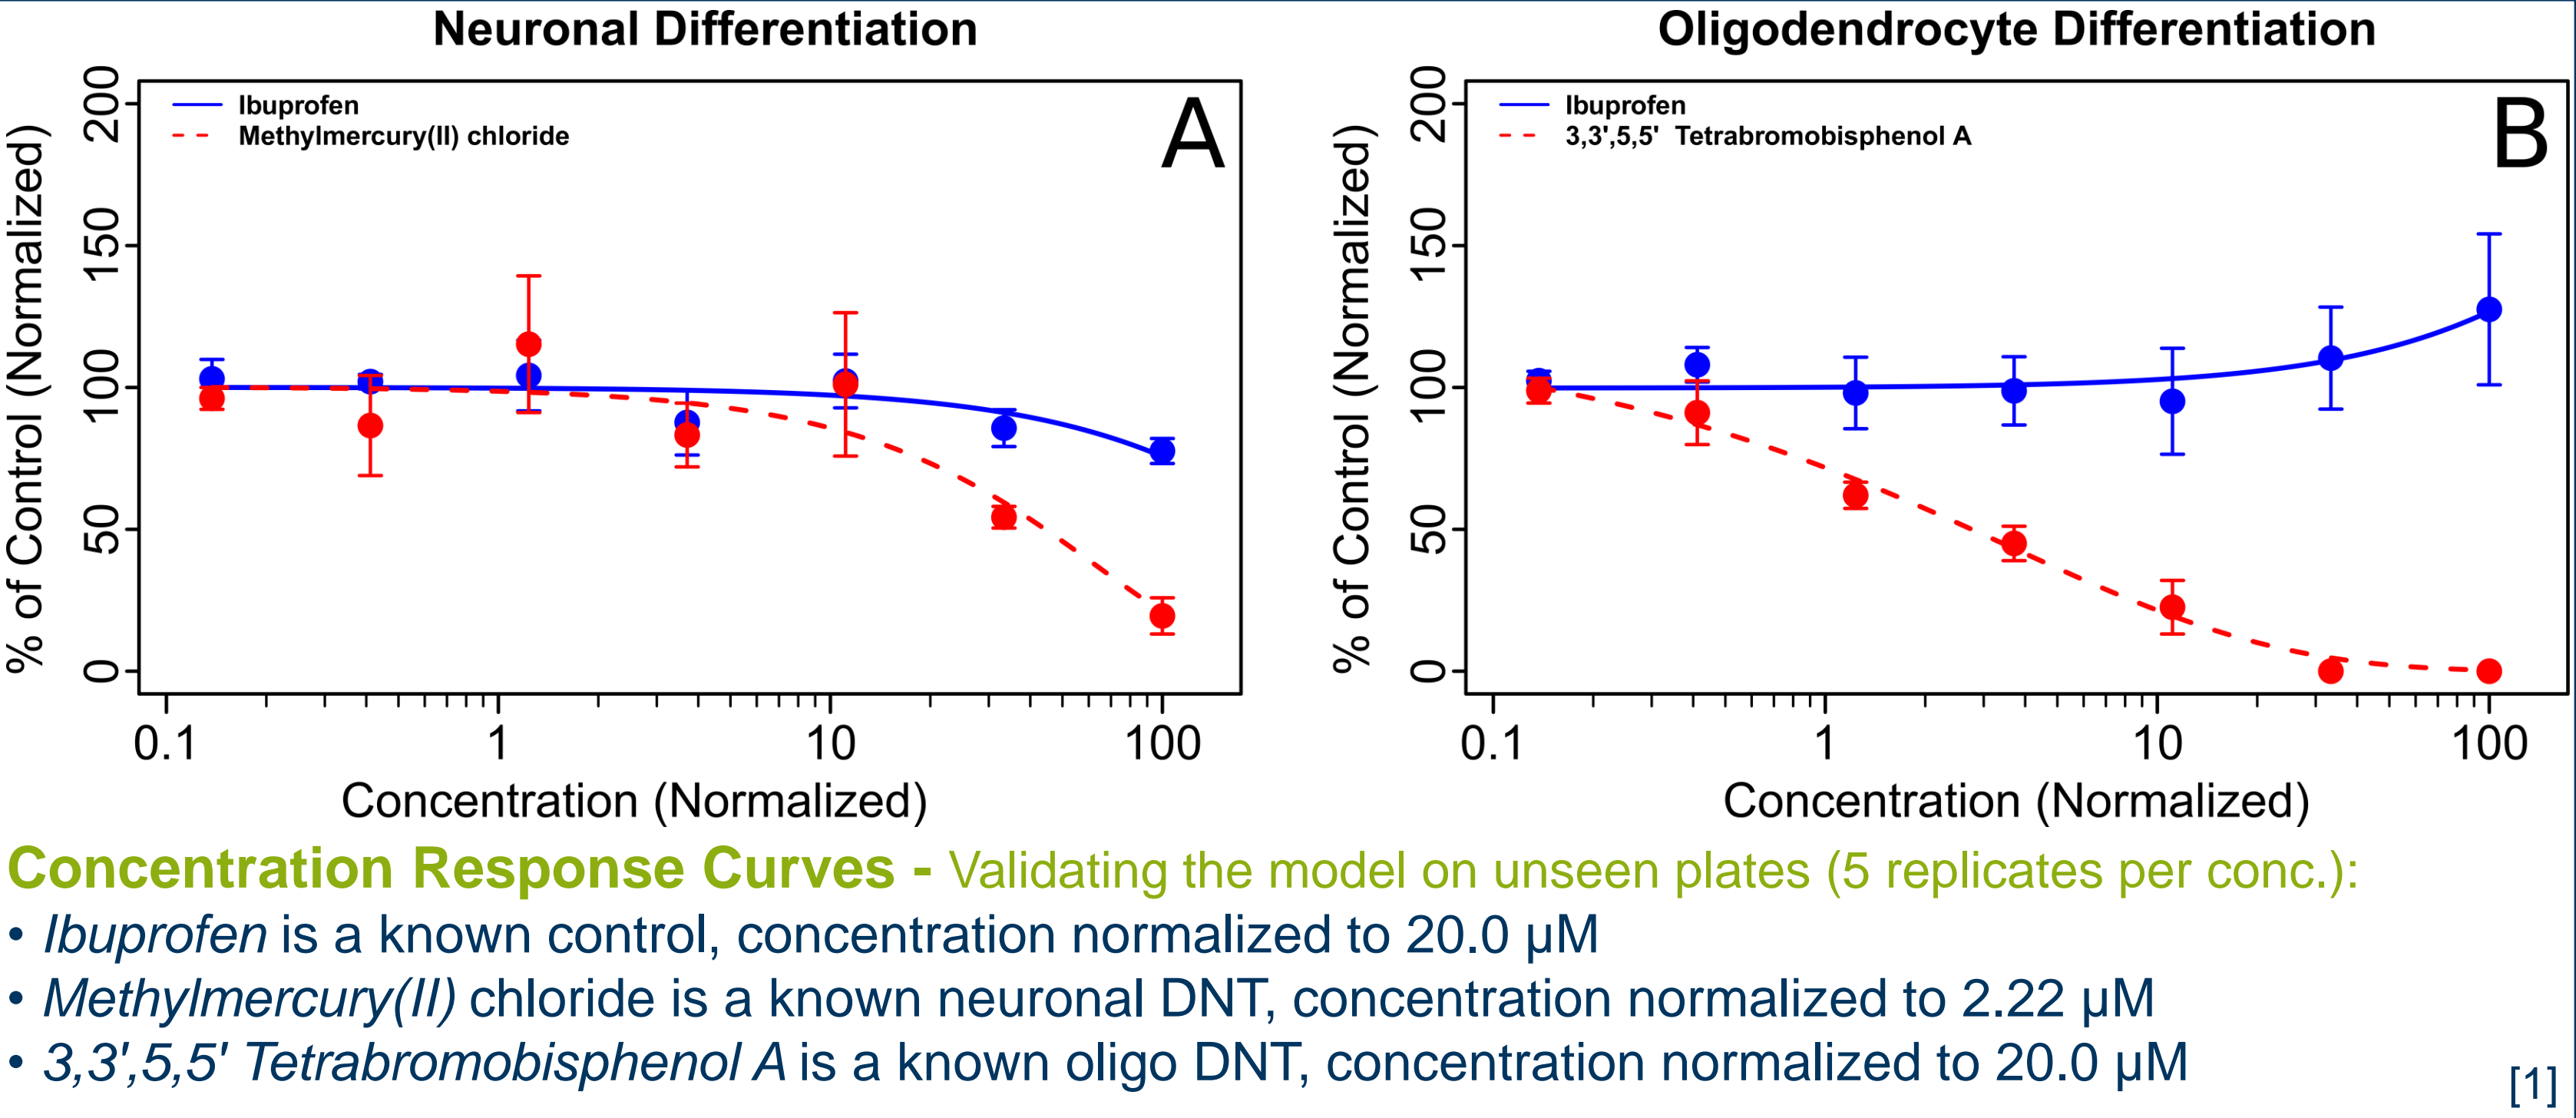 Neuronal Differentiation
Ibuprofen
Methylmercury(II) chloride
A
% of Control (Normalized)
200
150
100
50
0
0.1 1 10 100
Concentration (Normalized)
Oligodendrocyte Differentiation
Ibuprofen
3,3',5,5' Tetrabromobisphenol A
B
% of Control (Normalized)
200
150
100
50
0
0.1 1 10 100
Concentration (Normalized)
Concentration Response Curves - Validating the model on unseen plates (5 replicates per conc.):
• Ibuprofen is a known control, concentration normalized to 20.0 μM
• Methylmercury(II) chloride is a known neuronal DNT, concentration normalized to 2.22 μM
• 3,3',5,5' Tetrabromobisphenol A is a known oligo DNT, concentration normalized to 20.0 μM
[1]